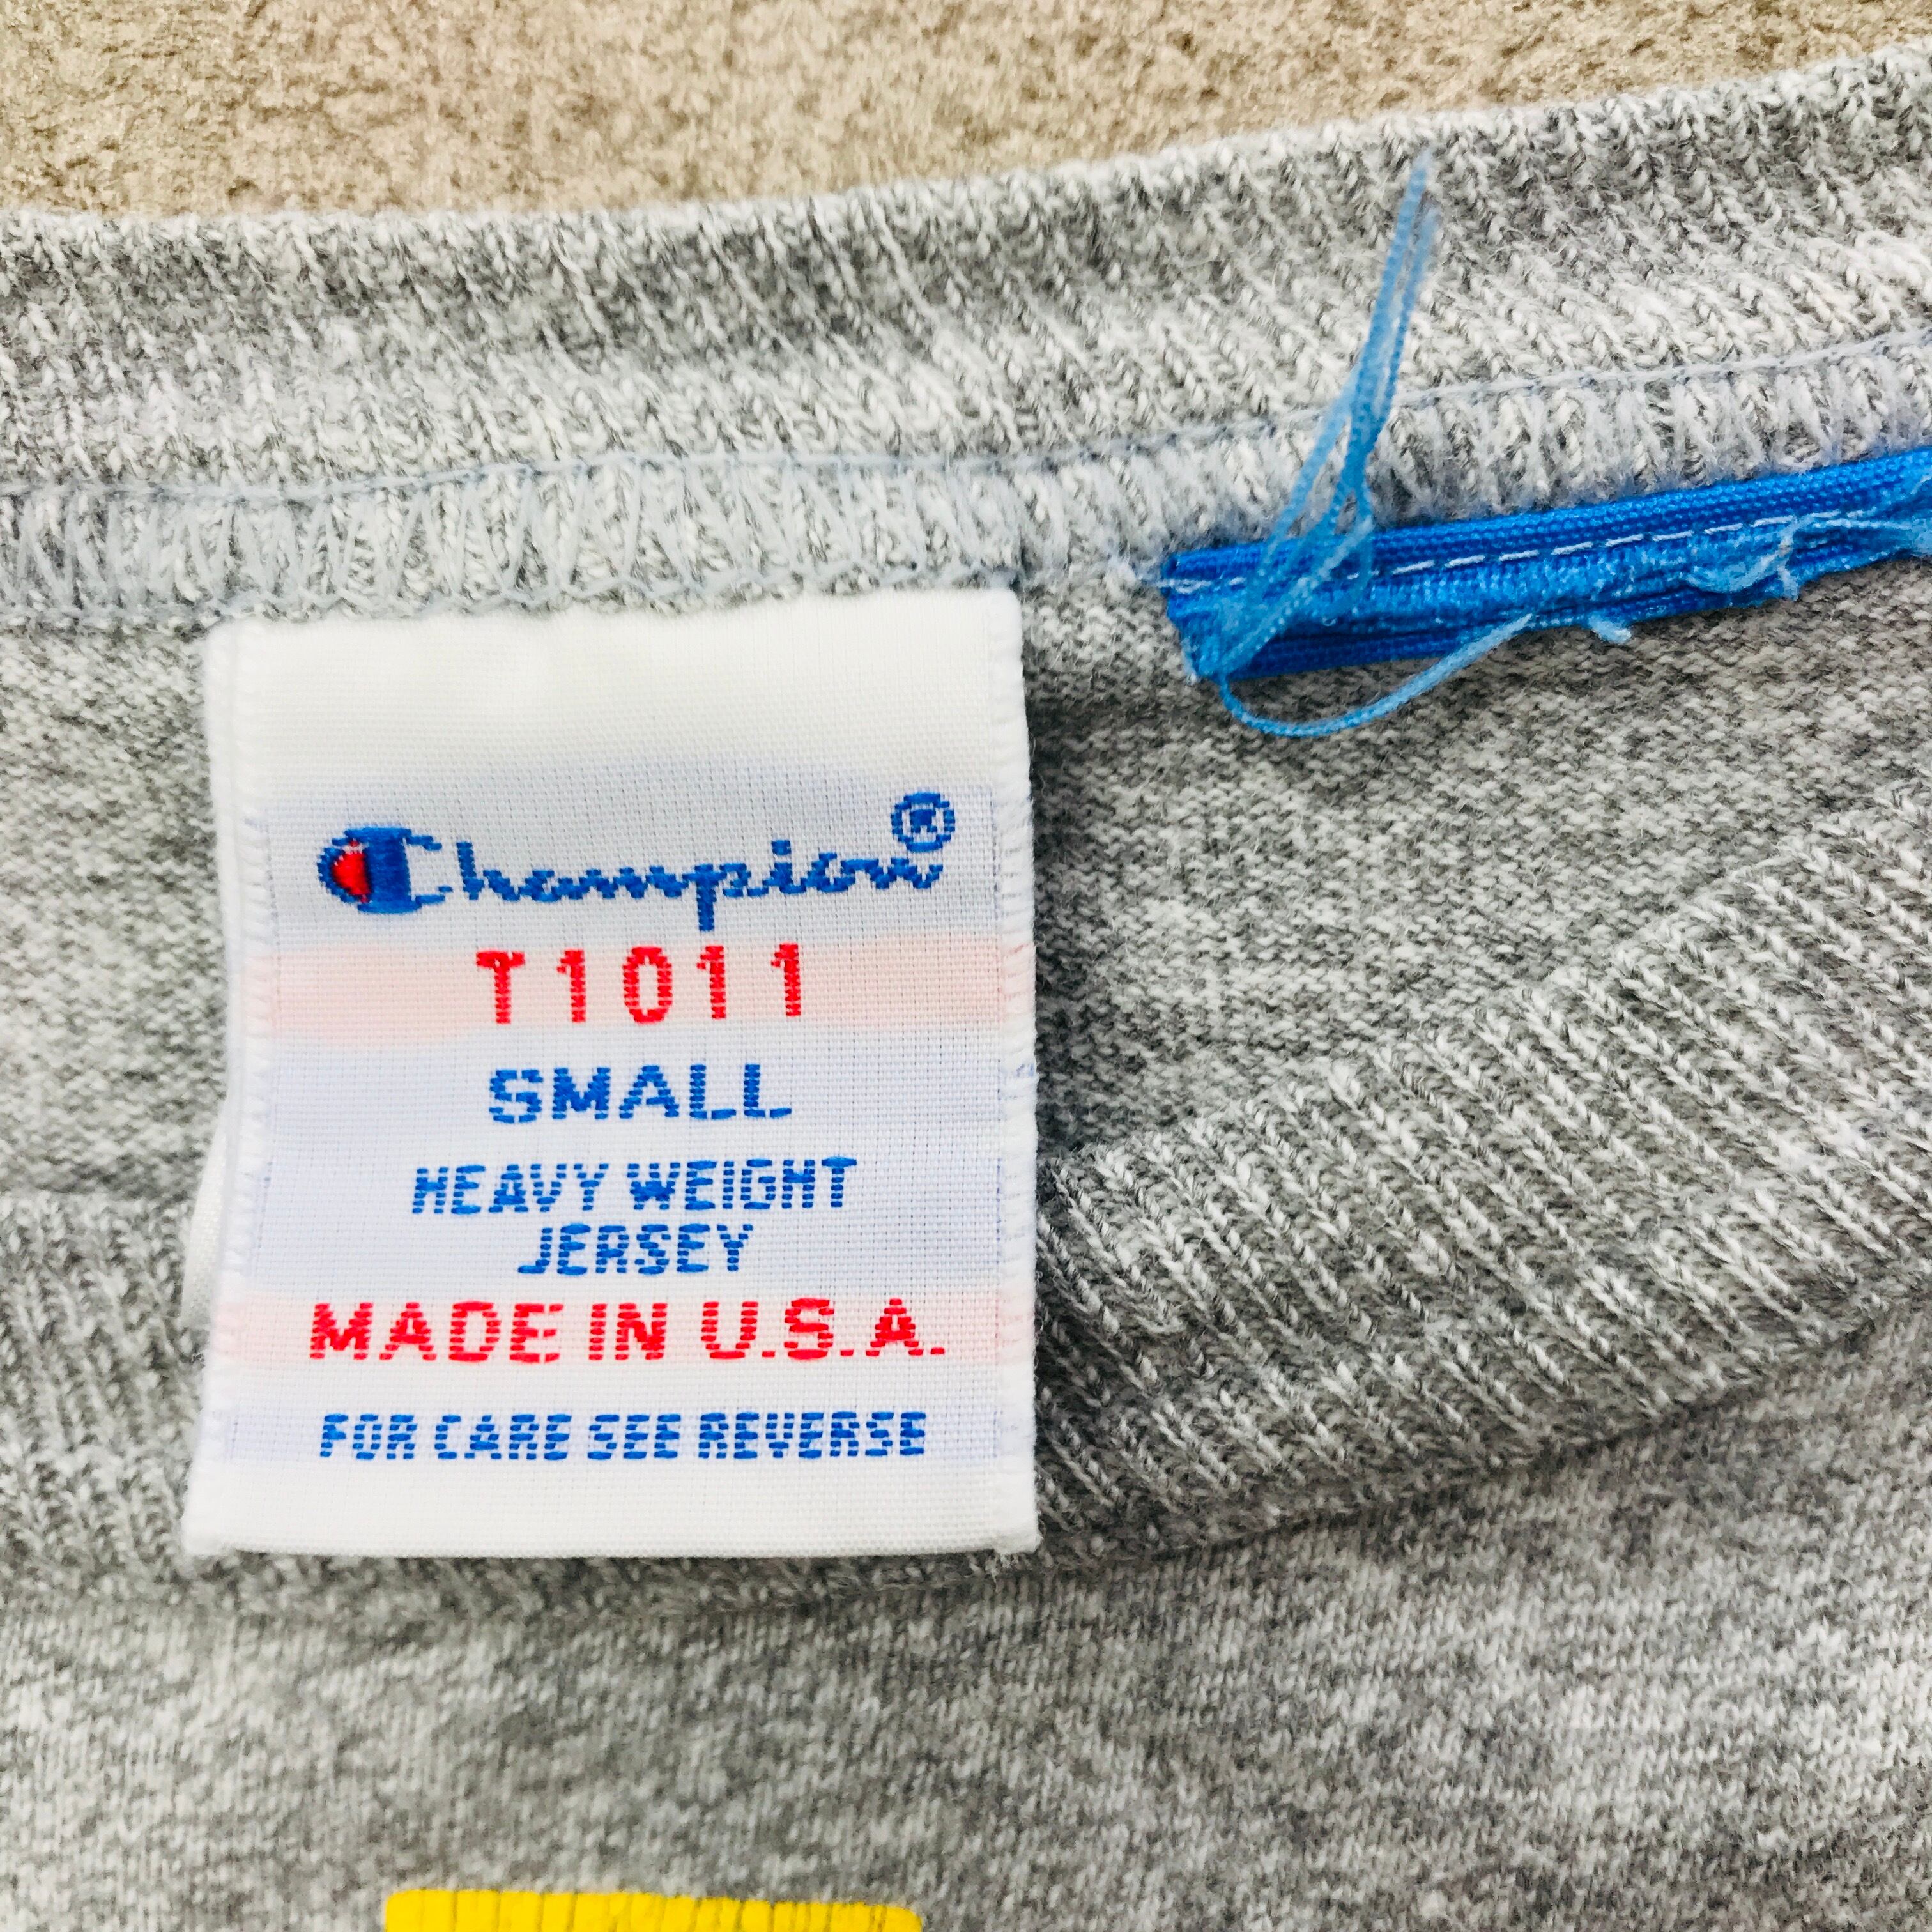 Champion®
T1011
SMALL
HEAVY WEIGHT
JERSEY
MADE IN U.S.A.
FOR CARE SEE REVERSE